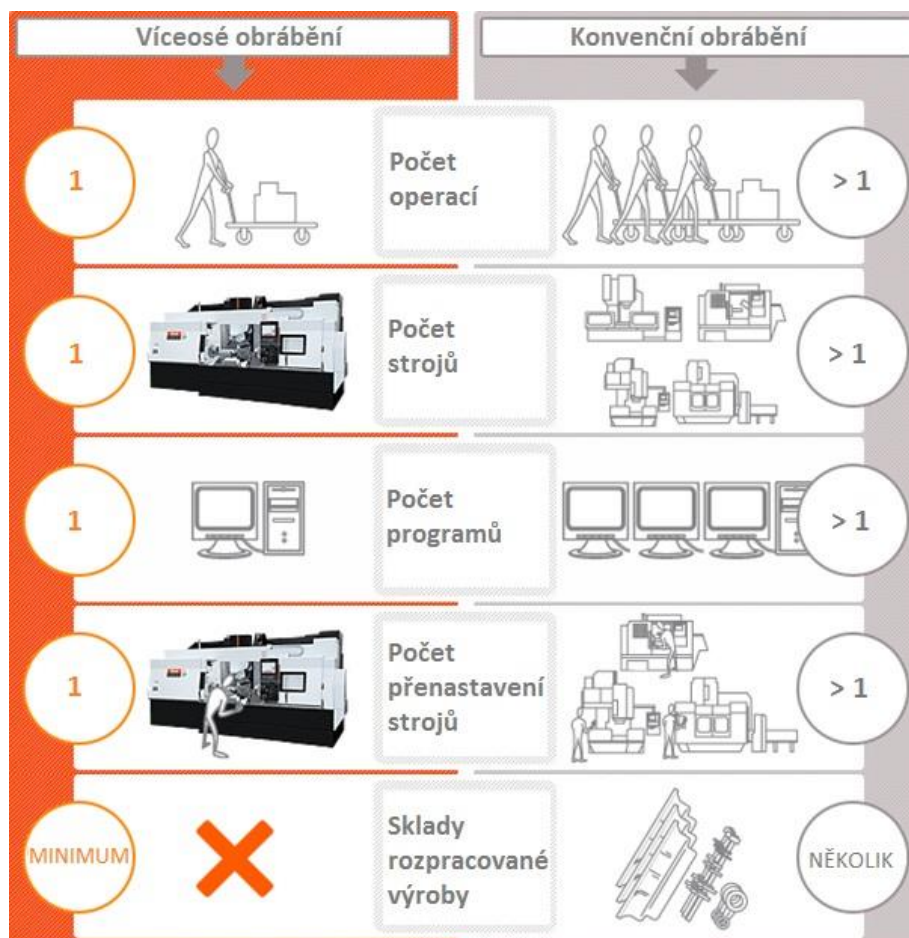 Víceosé obrábění
Konvenční obrábění
1
Počet
operací
> 1
1
Počet
strojů
> 1
1
Počet
programů
> 1
1
Počet
přenastavení
strojů
> 1
MINIMUM
Sklady
rozpracované
výroby
NĚKOLIK